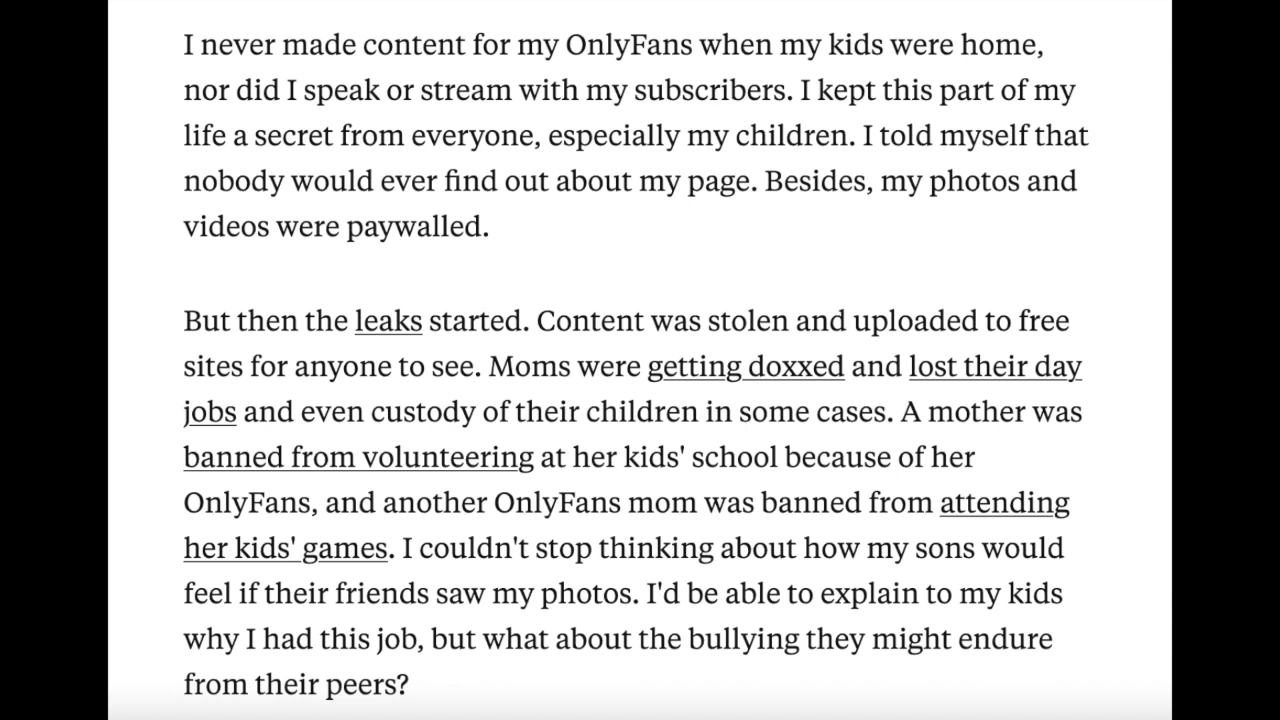 I never made content for my OnlyFans when my kids were home,
nor did I speak or stream with my subscribers. I kept this part of my
life a secret from everyone, especially my children. I told myself that
nobody would ever find out about my page. Besides, my photos and
videos were paywalled.
But then the leaks started. Content was stolen and uploaded to free
sites for anyone to see. Moms were getting doxxed and lost their day
jobs and even custody of their children in some cases. A mother was
banned from volunteering at her kids' school because of her
OnlyFans, and another OnlyFans mom was banned from attending
her kids' games. I couldn't stop thinking about how my sons would
feel if their friends saw my photos. I'd be able to explain to my kids
why I had this job, but what about the bullying they might endure
from their peers?